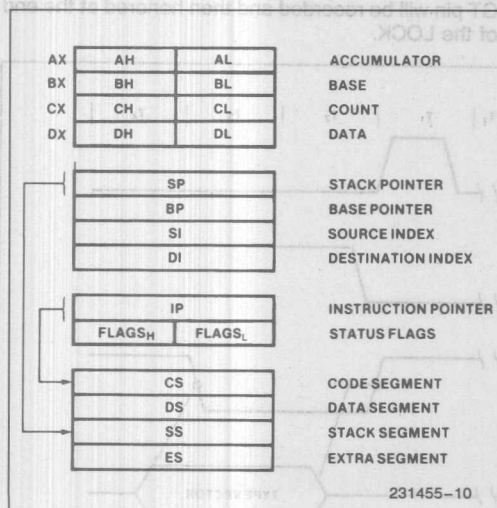 AX AH AL ACCUMULATOR
BX BH BL BASE
CX CH CL COUNT
DX DH DL DATA
SP STACK POINTER
BP BASE POINTER
SI SOURCE INDEX
DI DESTINATION INDEX
IP INSTRUCTION POINTER
FLAGSH FLAGSL STATUS FLAGS
CS CODE SEGMENT
DS DATA SEGMENT
SS STACK SEGMENT
ES EXTRA SEGMENT
231455–10